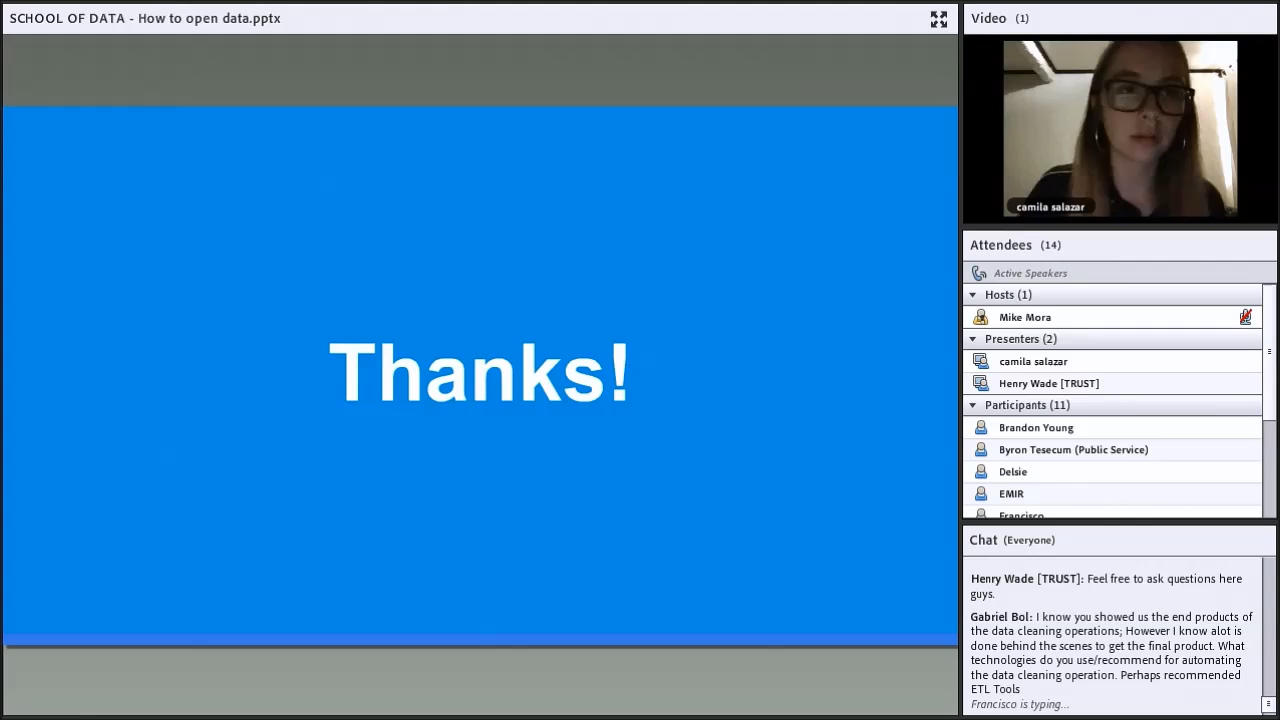 SCHOOL OF DATA - How to open data.pptx
Thanks!
Video (1)
camila salazar
Attendees (14)
Active Speakers
Hosts (1)
Mike Mora
Presenters (2)
camila salazar
Henry Wade [TRUST]
Participants (11)
Brandon Young
Byron Tesecum (Public Service)
Delsie
EMIR
Francisco
Chat (Everyone)
Henry Wade [TRUST]: Feel free to ask questions here
guys.
Gabriel Bol: I know you showed us the end products of
the data cleaning operations; However I know alot is
done behind the scenes to get the final product. What
technologies do you use/recommend for automating
the data cleaning operation. Perhaps recommended
ETL Tools
Francisco is typing...